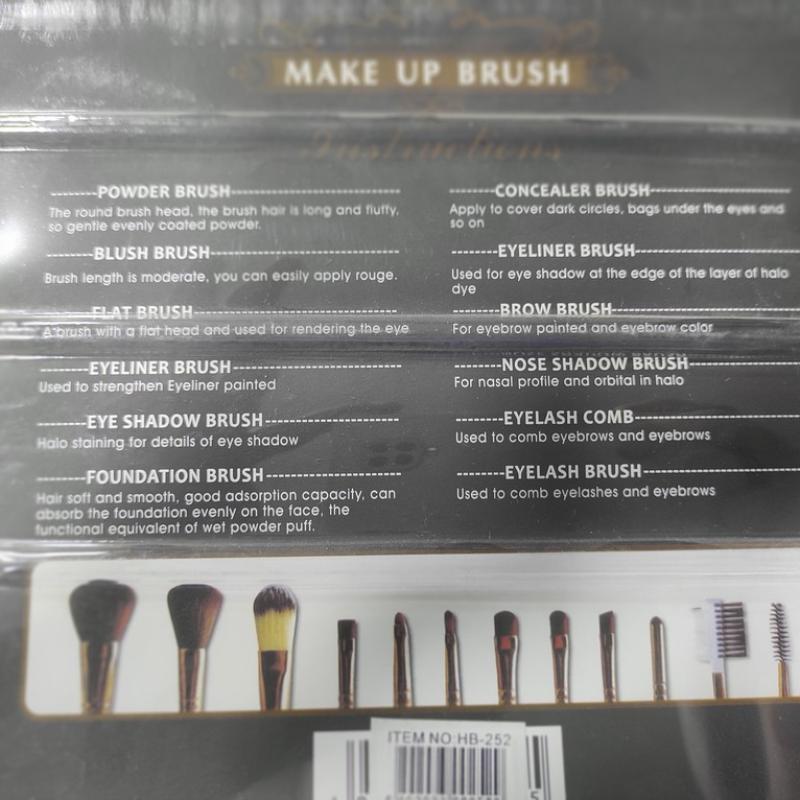 MAKE UP BRUSH
Instructions
--------POWDER BRUSH-----------------------------
The round brush head, the brush hair is long and fluffy,
so gentle evenly coated powder.
--------BLUSH BRUSH--------------------------------
Brush length is moderate, you can easily apply rouge.
--------FLAT BRUSH-----------------------------------
A brush with a flat head and used for rendering the eye
--------EYELINER BRUSH-----------------------------
Used to strengthen Eyeliner painted
--------EYE SHADOW BRUSH-----------------------
Halo staining for details of eye shadow
--------FOUNDATION BRUSH-----------------------
Hair soft and smooth, good adsorption capacity, can
absorb the foundation evenly on the face, the
functional equivalent of wet powder puff.
--------CONCEALER BRUSH------------------------
Apply to cover dark circles, bags under the eyes and
so on
--------EYELINER BRUSH---------------------------
Used for eye shadow at the edge of the layer of halo
dye
--------BROW BRUSH--------------------------------
For eyebrow painted and eyebrow color
--------NOSE SHADOW BRUSH-------------------
For nasal profile and orbital in halo
--------EYELASH COMB-----------------------------
Used to comb eyebrows and eyebrows
--------EYELASH BRUSH---------------------------
Used to comb eyelashes and eyebrows
ITEM NO:HB-252